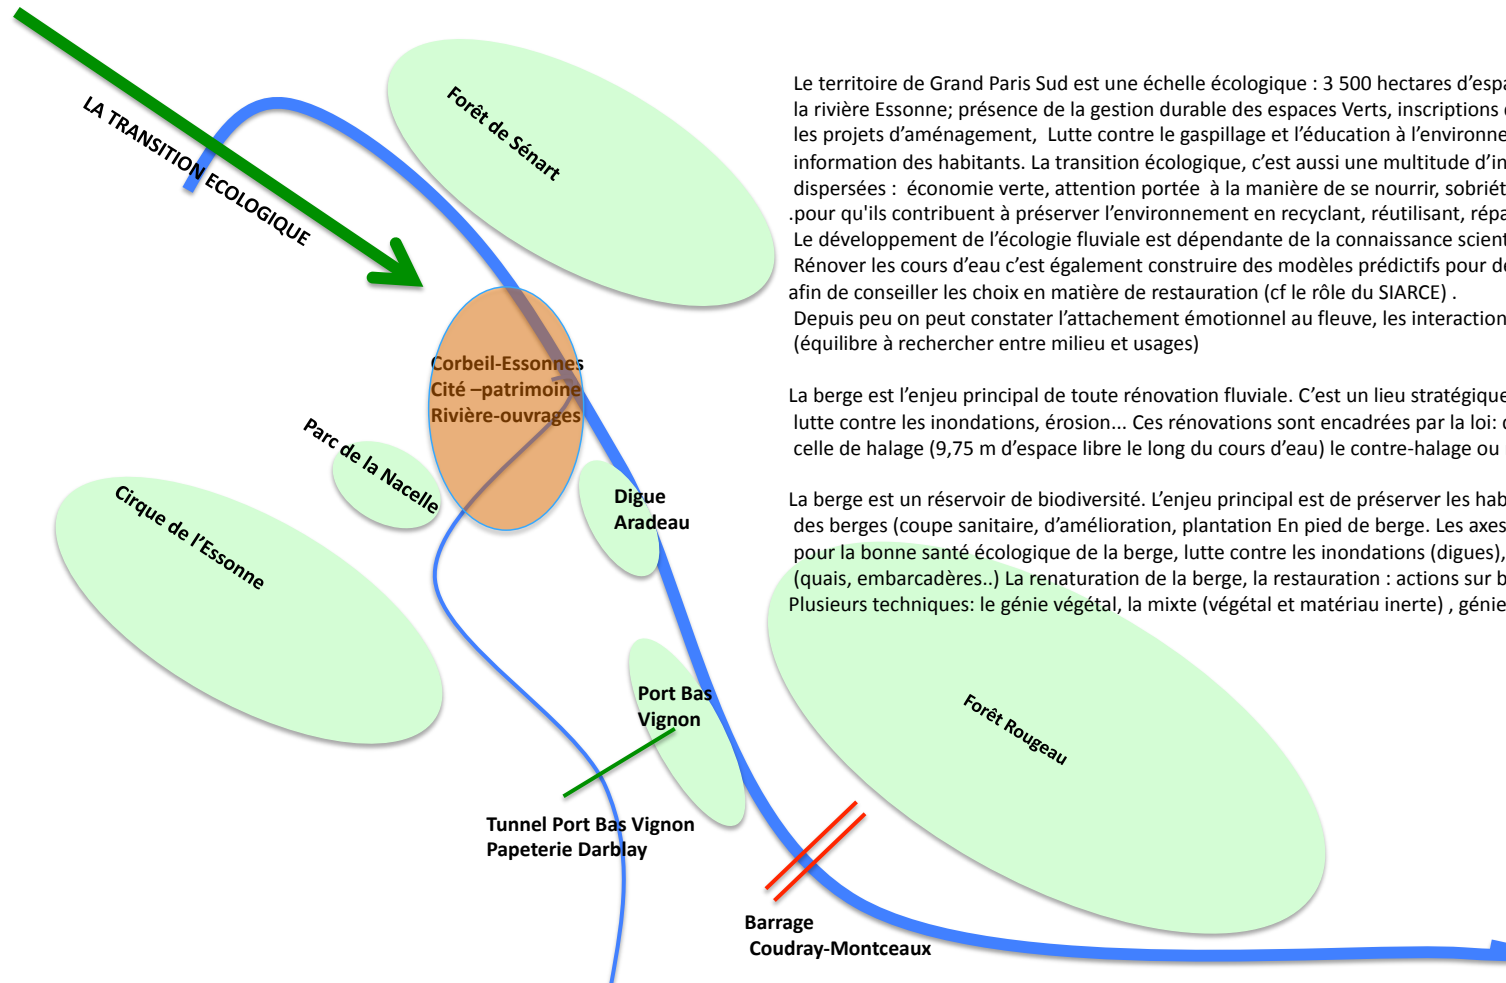 LA TRANSITION ECOLOGIQUE
Forêt de Sénart
Le territoire de Grand Paris Sud est une échelle écologique : 3 500 hectares d’espa
la rivière Essonne; présence de la gestion durable des espaces Verts, inscriptions
les projets d’aménagement, Lutte contre le gaspillage et l’éducation à l’environne
information des habitants. La transition écologique, c’est aussi une multitude d’in
dispersées : économie verte, attention portée à la manière de se nourrir, sobriét
.pour qu'ils contribuent à préserver l’environnement en recyclant, réutilisant, répa
Le développement de l’écologie fluviale est dépendante de la connaissance scient
Rénover les cours d’eau c’est également construire des modèles prédictifs pour d
afin de conseiller les choix en matière de restauration (cf le rôle du SIARCE) .
Depuis peu on peut constater l’attachement émotionnel au fleuve, les interaction
(équilibre à rechercher entre milieu et usages)
La berge est l’enjeu principal de toute rénovation fluviale. C’est un lieu stratégique
lutte contre les inondations, érosion... Ces rénovations sont encadrées par la loi:
celle de halage (9,75 m d’espace libre le long du cours d’eau) le contre-halage ou
La berge est un réservoir de biodiversité. L’enjeu principal est de préserver les hab
des berges (coupe sanitaire, d’amélioration, plantation En pied de berge. Les axes
pour la bonne santé écologique de la berge, lutte contre les inondations (digues),
(quais, embarcadères..) La renaturation de la berge, la restauration : actions sur b
Plusieurs techniques: le génie végétal, la mixte (végétal et matériau inerte) , génie
Corbeil-Essonnes
Cité –patrimoine
Rivière-ouvrages
Parc de la Nacelle
Cirque de l’Essonne
Digue
Aradeau
Port Bas
Vignon
Forêt Rougeau
Tunnel Port Bas Vignon
Papeterie Darblay
Barrage
Coudray-Montceaux